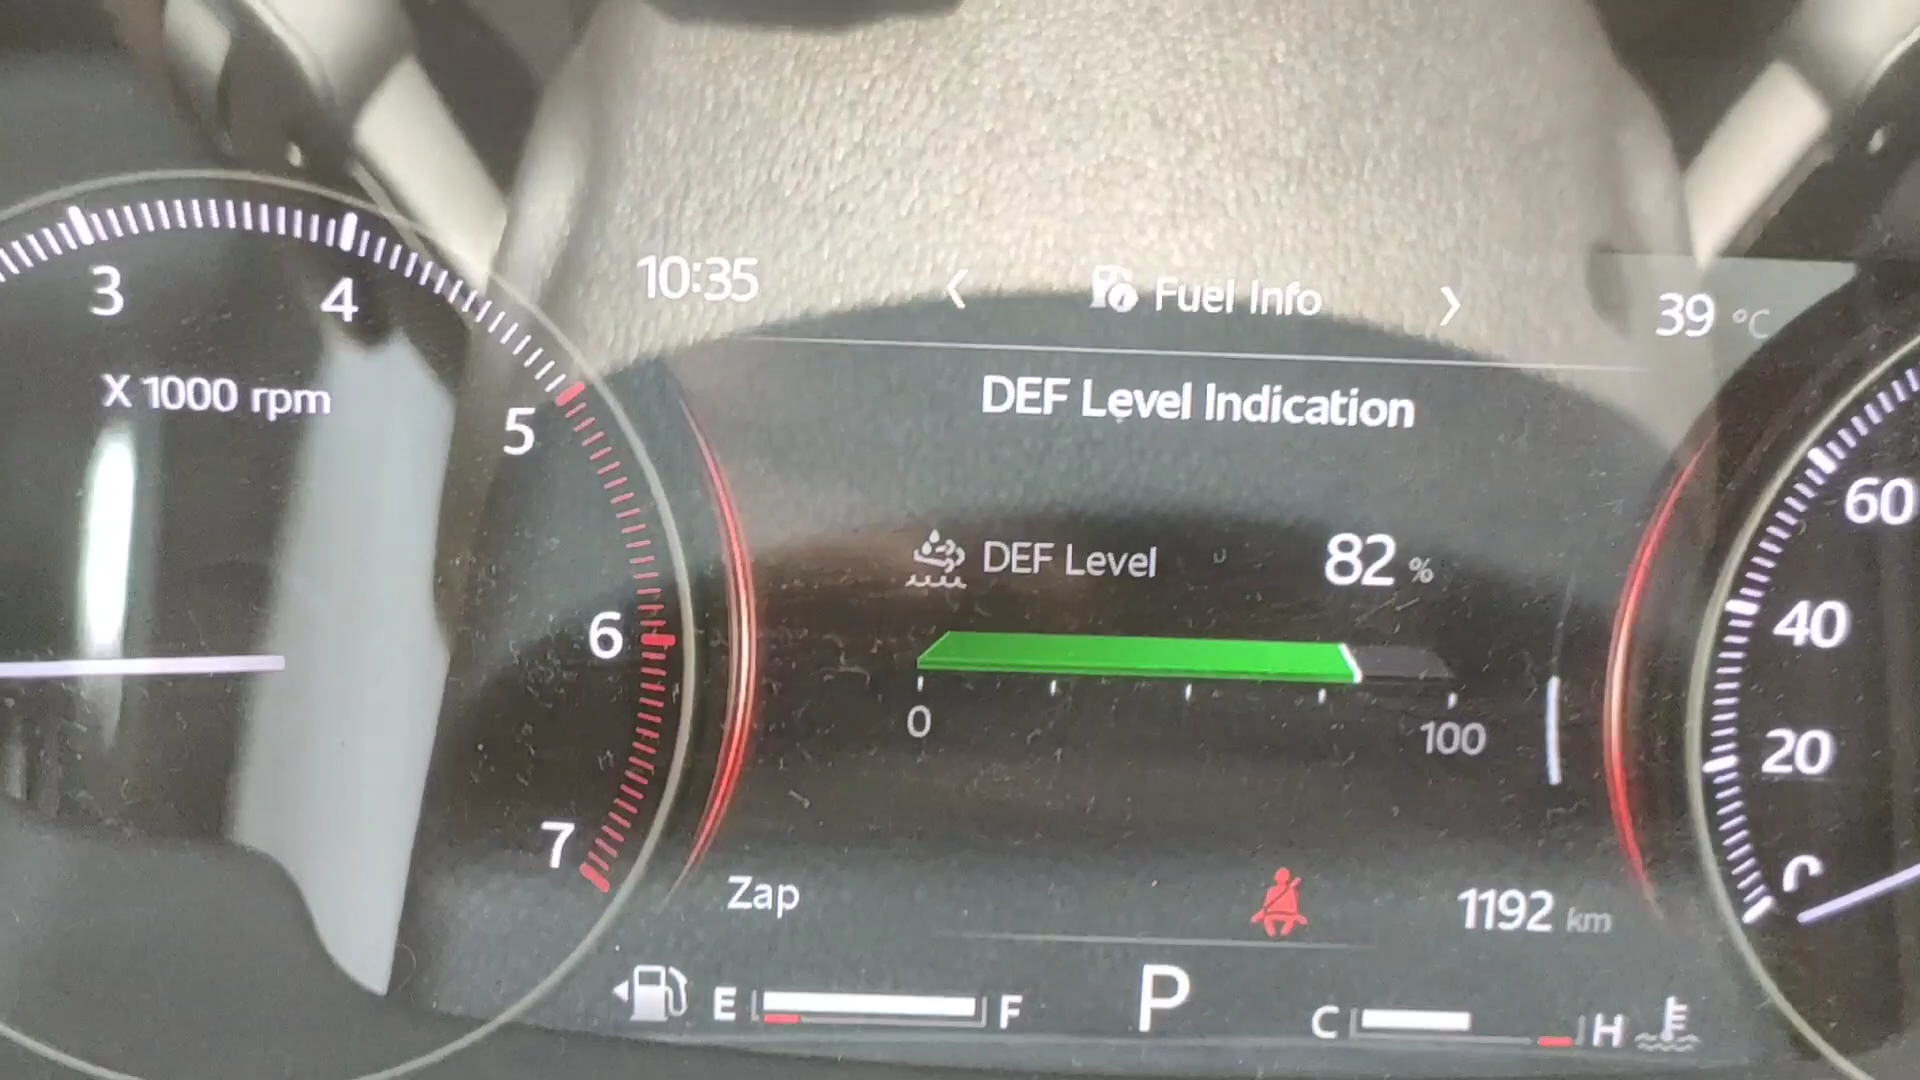 10:35
< Fuel Info >
39 °C
DEF Level Indication
DEF Level 82 %
0 100
3
4
X 1000 rpm
5
6
7
60
40
20
0
Zap
1192 km
E F
P
C H